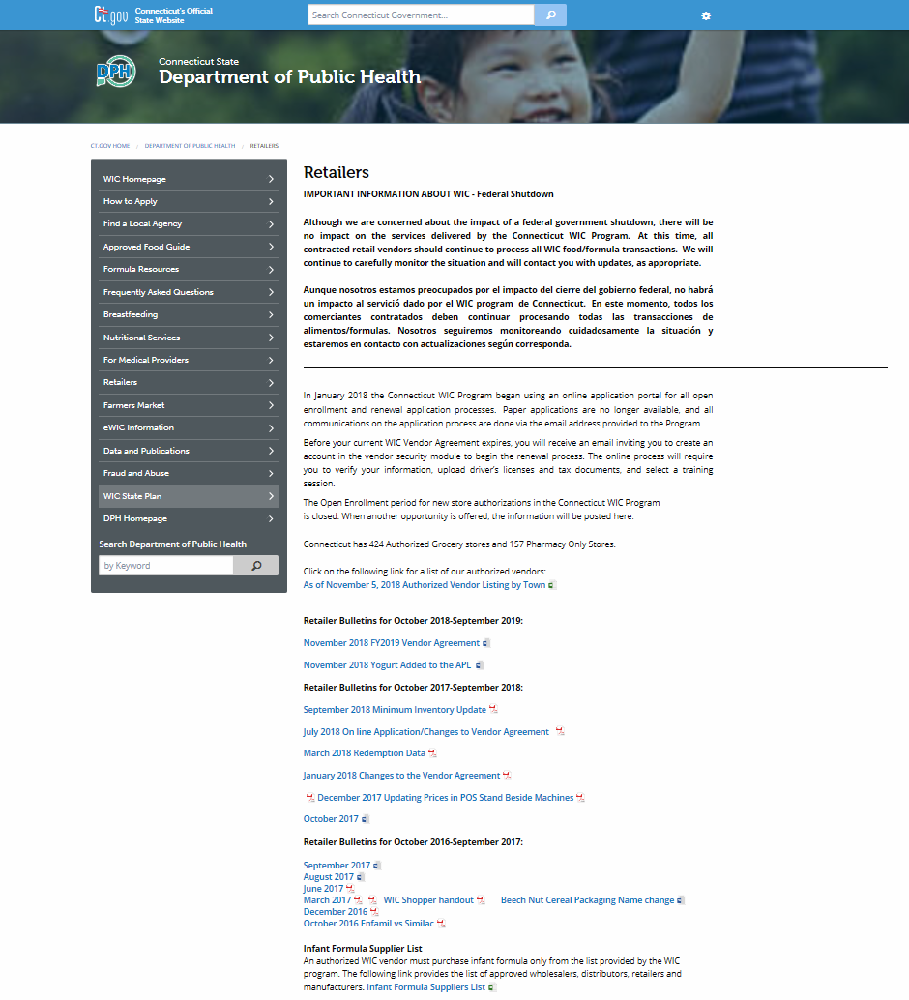 Ct.gov
Connecticut's Official
State Website
Search Connecticut Government...
DPH
Connecticut State
Department of Public Health
CT.GOV HOME / DEPARTMENT OF PUBLIC HEALTH / RETAILERS
WIC Homepage
How to Apply
Find a Local Agency
Approved Food Guide
Formula Resources
Frequently Asked Questions
Breastfeeding
Nutritional Services
For Medical Providers
Retailers
Farmers Market
eWIC Information
Data and Publications
Fraud and Abuse
WIC State Plan
DPH Homepage
Search Department of Public Health
by Keyword
Retailers
IMPORTANT INFORMATION ABOUT WIC - Federal Shutdown
Although we are concerned about the impact of a federal government shutdown, there will be
no impact on the services delivered by the Connecticut WIC Program. At this time, all
contracted retail vendors should continue to process all WIC food/formula transactions. We will
continue to carefully monitor the situation and will contact you with updates, as appropriate.
Aunque nosotros estamos preocupados por el impacto del cierre del gobierno federal, no habrá
un impacto al servició dado por el WIC program de Connecticut. En este momento, todos los
comerciantes contratados deben continuar procesando todas las transacciones de
alimentos/formulas. Nosotros seguiremos monitoreando cuidadosamente la situación y
estaremos en contacto con actualizaciones según corresponda.
In January 2018 the Connecticut WIC Program began using an online application portal for all open
enrollment and renewal application processes. Paper applications are no longer available, and all
communications on the application process are done via the email address provided to the Program.
Before your current WIC Vendor Agreement expires, you will receive an email inviting you to create an
account in the vendor security module to begin the renewal process. The online process will require
you to verify your information, upload driver's licenses and tax documents, and select a training
session.
The Open Enrollment period for new store authorizations in the Connecticut WIC Program
is closed. When another opportunity is offered, the information will be posted here.
Connecticut has 424 Authorized Grocery stores and 157 Pharmacy Only Stores.
Click on the following link for a list of our authorized vendors:
As of November 5, 2018 Authorized Vendor Listing by Town
Retailer Bulletins for October 2018-September 2019:
November 2018 FY2019 Vendor Agreement
November 2018 Yogurt Added to the APL
Retailer Bulletins for October 2017-September 2018:
September 2018 Minimum Inventory Update
July 2018 On line Application/Changes to Vendor Agreement
March 2018 Redemption Data
January 2018 Changes to the Vendor Agreement
December 2017 Updating Prices in POS Stand Beside Machines
October 2017
Retailer Bulletins for October 2016-September 2017:
September 2017
August 2017
June 2017
March 2017 WIC Shopper handout Beech Nut Cereal Packaging Name change
December 2016
October 2016 Enfamil vs Similac
Infant Formula Supplier List
An authorized WIC vendor must purchase infant formula only from the list provided by the WIC
program. The following link provides the list of approved wholesalers, distributors, retailers and
manufacturers. Infant Formula Suppliers List